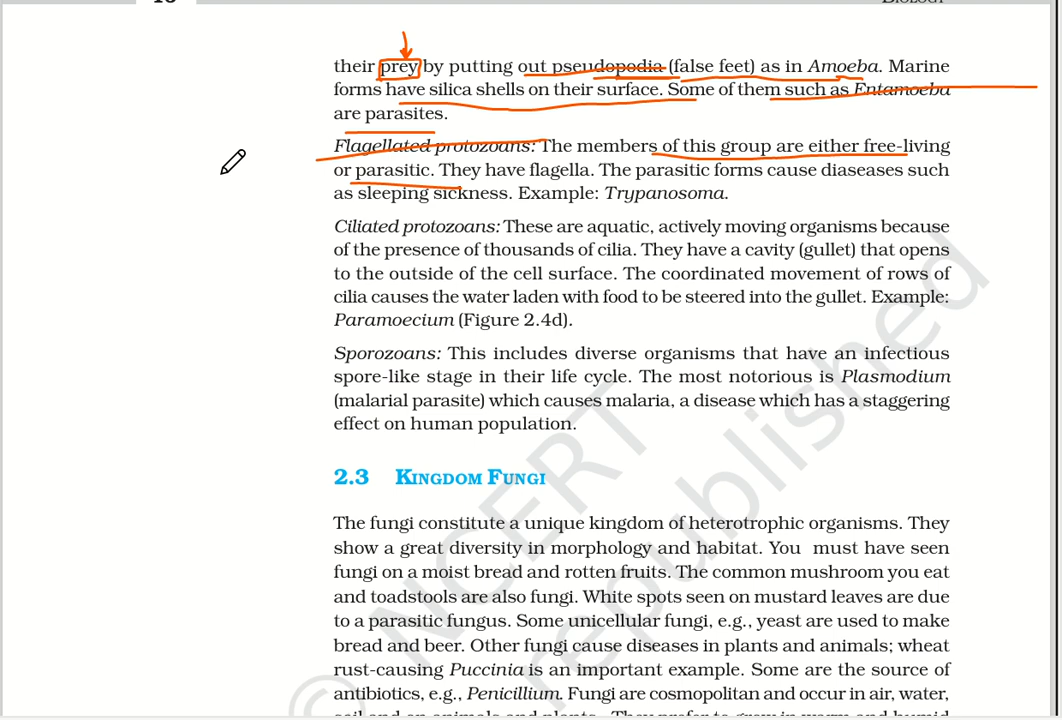 their prey by putting out pseudopodia (false feet) as in Amoeba. Marine
forms have silica shells on their surface. Some of them such as Entamoeba
are parasites.
Flagellated protozoans: The members of this group are either free-living
or parasitic. They have flagella. The parasitic forms cause diaseases such
as sleeping sickness. Example: Trypanosoma.
Ciliated protozoans: These are aquatic, actively moving organisms because
of the presence of thousands of cilia. They have a cavity (gullet) that opens
to the outside of the cell surface. The coordinated movement of rows of
cilia causes the water laden with food to be steered into the gullet. Example:
Paramoecium (Figure 2.4d).
Sporozoans: This includes diverse organisms that have an infectious
spore-like stage in their life cycle. The most notorious is Plasmodium
(malarial parasite) which causes malaria, a disease which has a staggering
effect on human population.
2.3 KINGDOM FUNGI
The fungi constitute a unique kingdom of heterotrophic organisms. They
show a great diversity in morphology and habitat. You must have seen
fungi on a moist bread and rotten fruits. The common mushroom you eat
and toadstools are also fungi. White spots seen on mustard leaves are due
to a parasitic fungus. Some unicellular fungi, e.g., yeast are used to make
bread and beer. Other fungi cause diseases in plants and animals; wheat
rust-causing Puccinia is an important example. Some are the source of
antibiotics, e.g., Penicillium. Fungi are cosmopolitan and occur in air, water,
© NCERT
republished